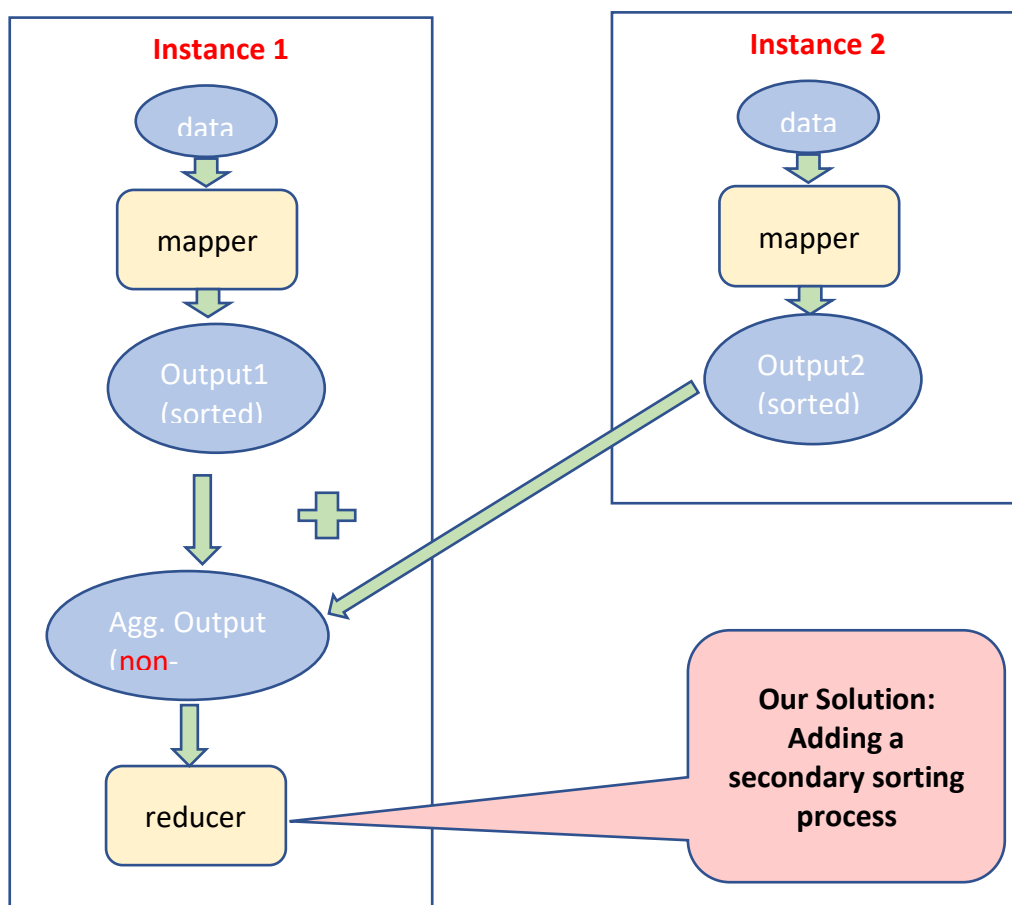 Instance 1
data
mapper
Output1
(sorted)
Agg. Output
(non-
reducer
Instance 2
data
mapper
Output2
(sorted)
Our Solution:
Adding a
secondary sorting
process